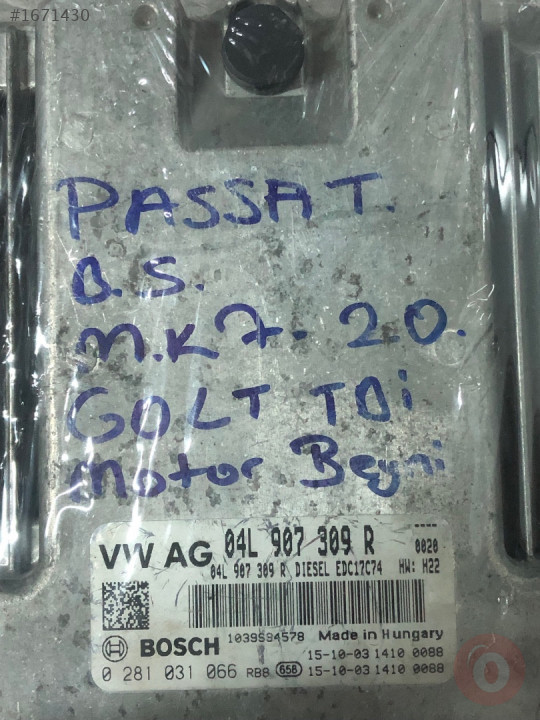 #1671430
PASSAT.
B.S.
M.K7-20.
GOLT TDi
motor Beyni
VW AG 04L 907 309 R
0020
04L 907 309 R DIESEL EDC17C74 HW: H22
BOSCH 1039S94578 Made in Hungary
15-10-03 1410 0088
0 281 031 066 RB8 658 15-10-03 1410 0088